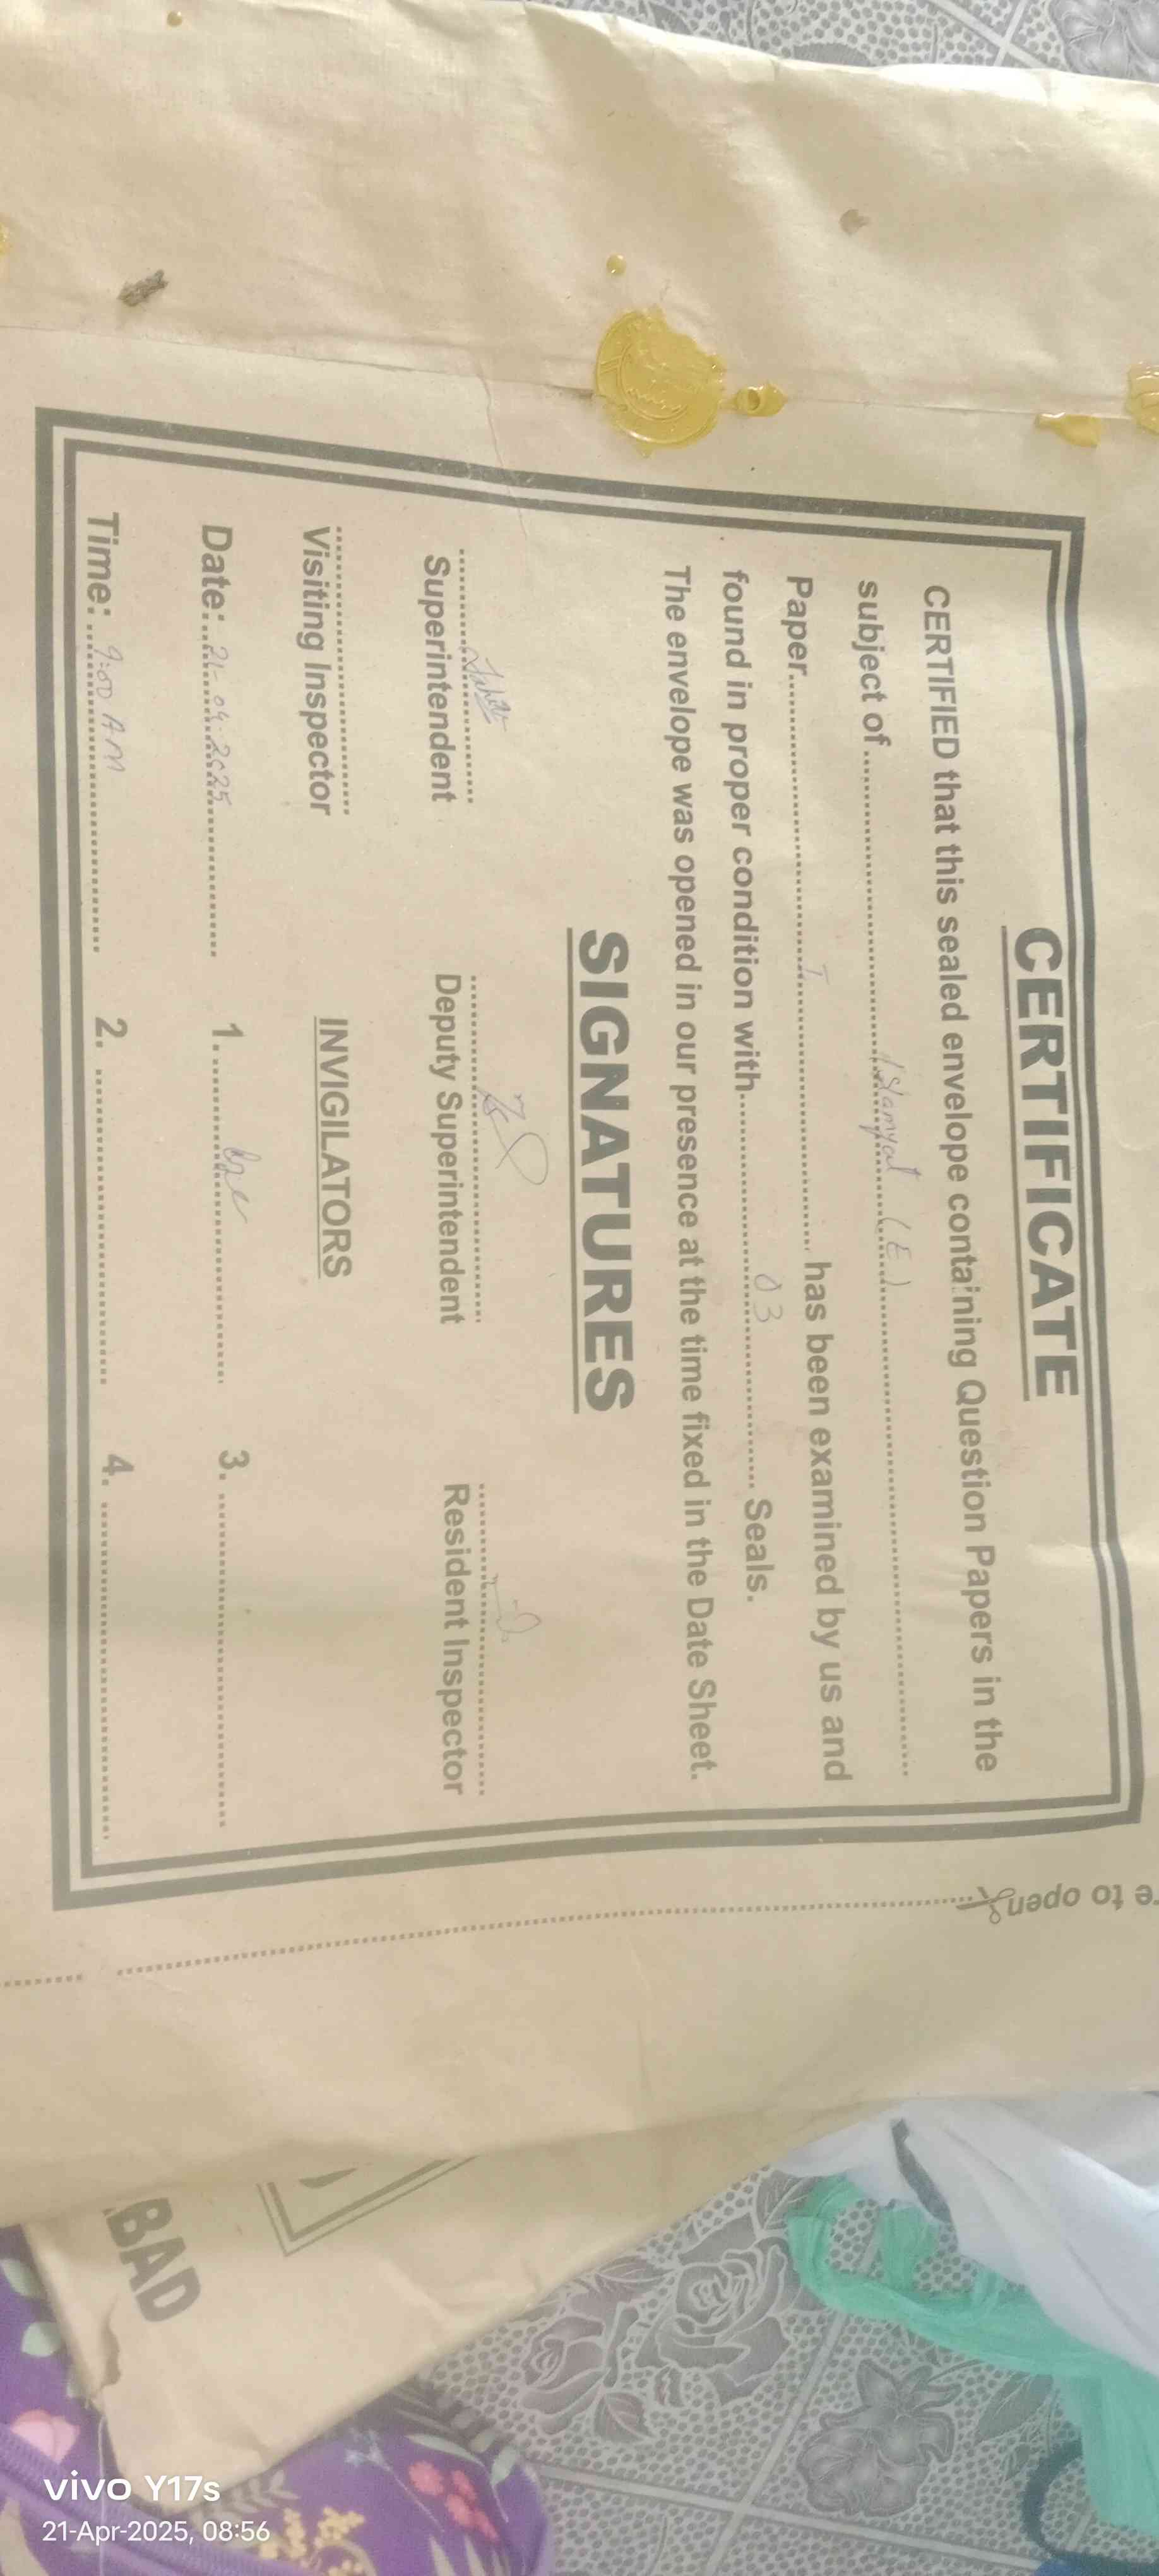 CERTIFICATE
CERTIFIED that this sealed envelope containing Question Papers in the
subject of ........ Islamyat (E) ........
Paper ........ I ........ has been examined by us and
found in proper condition with ........ 03 ........ Seals.
The envelope was opened in our presence at the time fixed in the Date Sheet.
SIGNATURES
Superintendent Deputy Superintendent Resident Inspector
Visiting Inspector INVIGILATORS
Date: 21-04-2025 1. ........ 3. ........
Time: 9:00 AM 2. ........ 4. ........
re to open
BAD
vivo Y17s
21-Apr-2025, 08:56